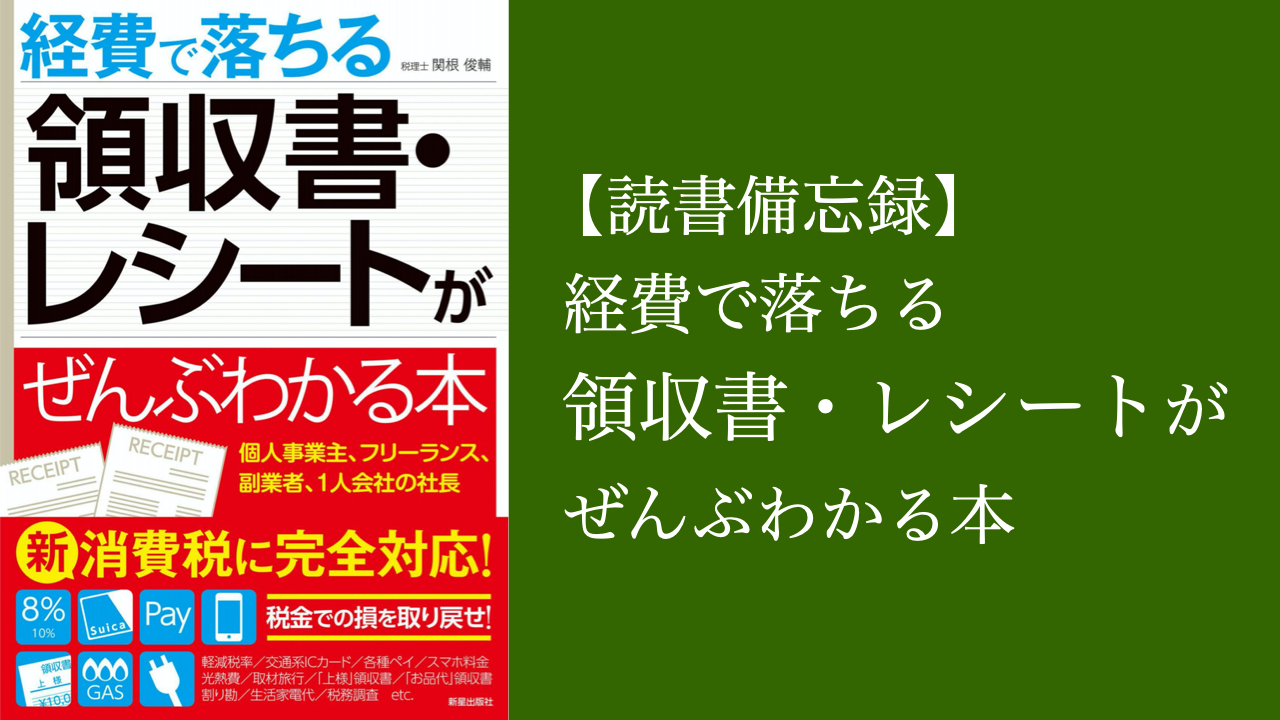 経費で落ちる
税理士 関根 俊輔
領収書・
レシートが
ぜんぶわかる本
RECEIPT
RECEIPT
個人事業主、フリーランス、
副業者、1人会社の社長
新消費税に完全対応!
8%
10%
Suica
Pay
税金での損を取り戻せ!
領収書
上 様
¥10,0
GAS
軽減税率／交通系ICカード／各種ペイ／スマホ料金
光熱費／取材旅行／「上様」領収書／「お品代」領収書
割り勘／生活家電代／税務調査 etc.
新星出版社
【読書備忘録】
経費で落ちる
領収書・レシートが
ぜんぶわかる本